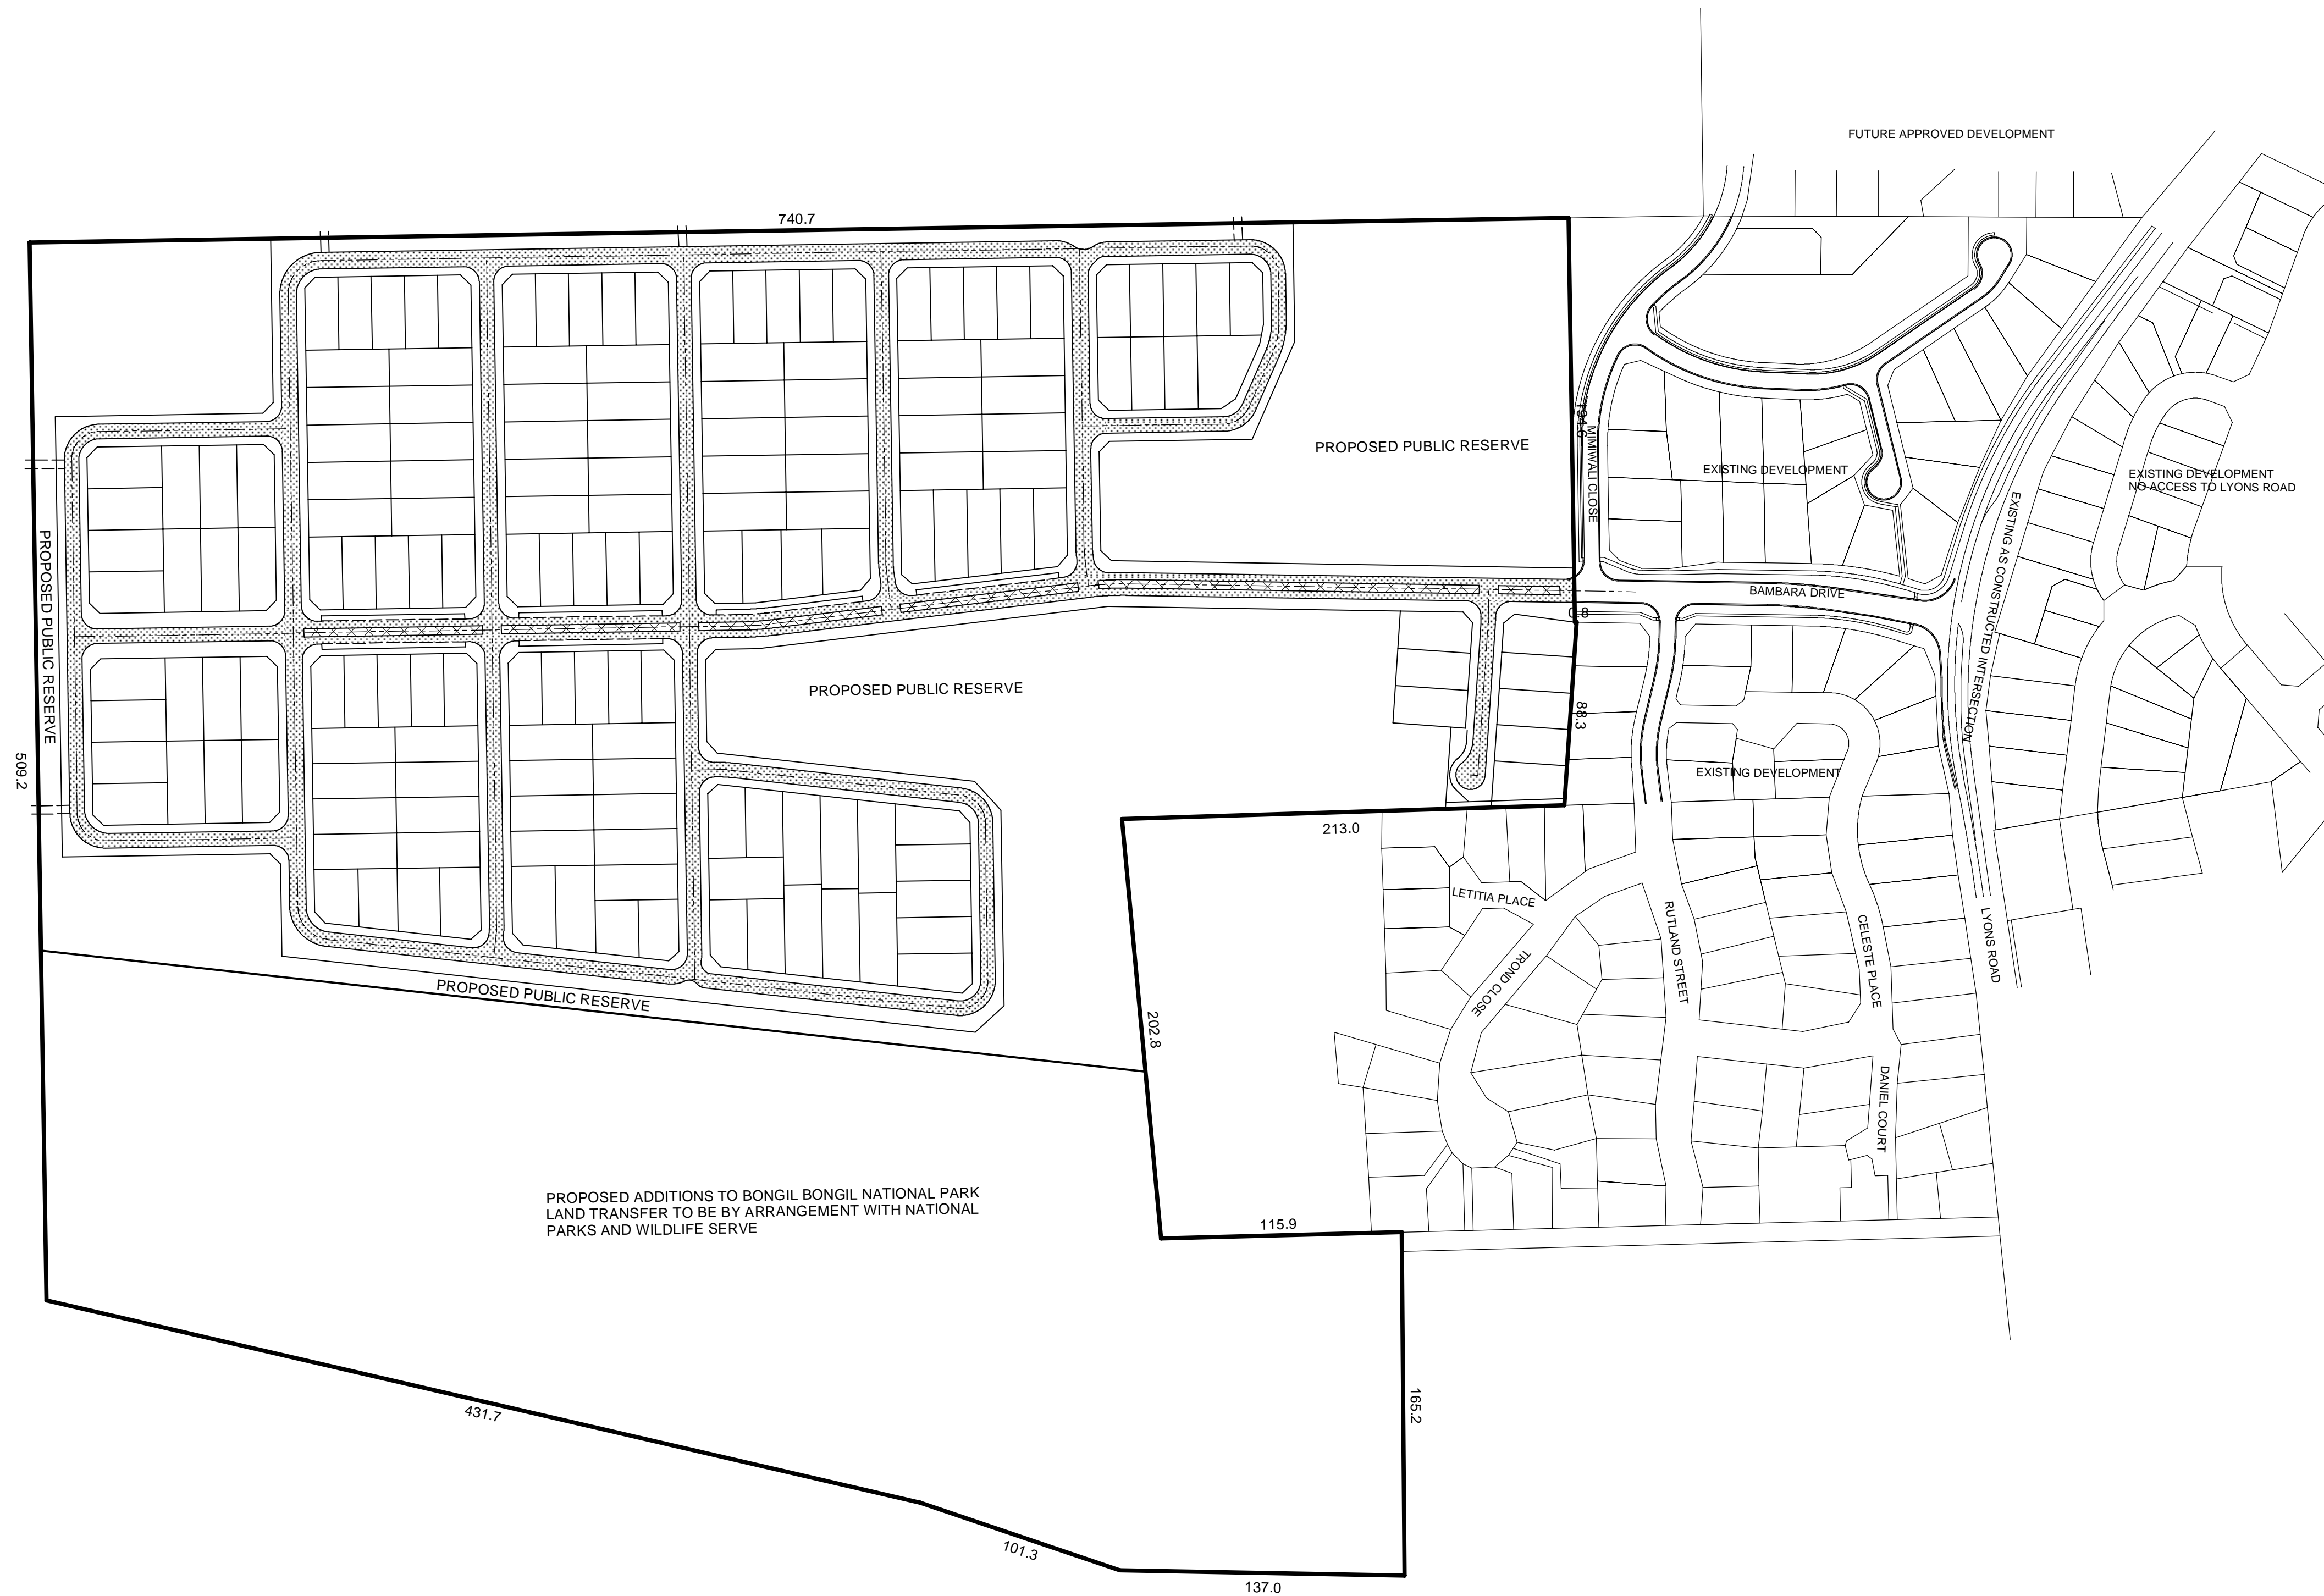 FUTURE APPROVED DEVELOPMENT
740.7
PROPOSED PUBLIC RESERVE
194.6
MIMIWALI CLOSE
EXISTING DEVELOPMENT
EXISTING DEVELOPMENT
NO ACCESS TO LYONS ROAD
EXISTING AS CONSTRUCTED INTERSECTION
PROPOSED PUBLIC RESERVE
BAMBARA DRIVE
0.8
PROPOSED PUBLIC RESERVE
88.3
509.2
EXISTING DEVELOPMENT
213.0
LETITIA PLACE
TROND CLOSE
RUTLAND STREET
CELESTE PLACE
LYONS ROAD
PROPOSED PUBLIC RESERVE
202.8
DANIEL COURT
PROPOSED ADDITIONS TO BONGIL BONGIL NATIONAL PARK
LAND TRANSFER TO BE BY ARRANGEMENT WITH NATIONAL
PARKS AND WILDLIFE SERVE
115.9
165.2
431.7
101.3
137.0